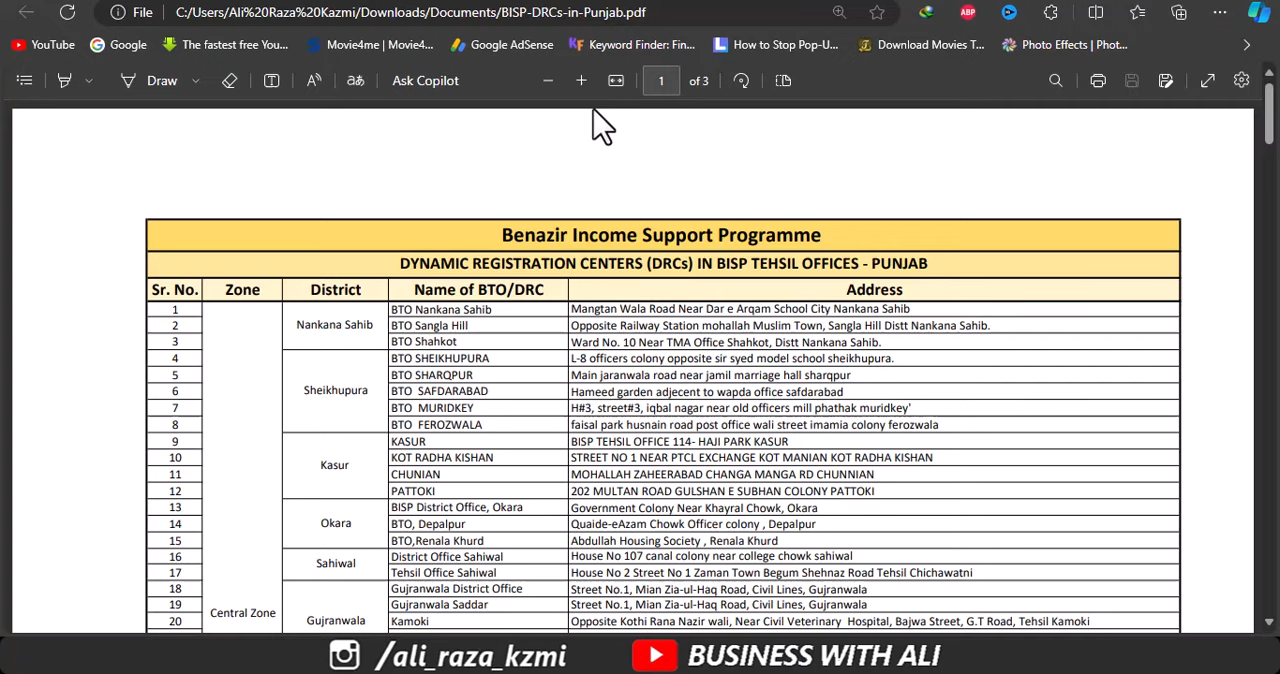 File C:/Users/Ali%20Raza%20Kazmi/Downloads/Documents/BISP-DRCs-in-Punjab.pdf ABP
YouTube Google The fastest free You... Movie4me | Movie4... Google AdSense KF Keyword Finder: Fin... How to Stop Pop-U... Download Movies T... Photo Effects | Phot...
Draw A aあ Ask Copilot 1 of 3
Benazir Income Support Programme
DYNAMIC REGISTRATION CENTERS (DRCs) IN BISP TEHSIL OFFICES - PUNJAB
Sr. No. Zone District Name of BTO/DRC Address
1 Nankana Sahib BTO Nankana Sahib Mangtan Wala Road Near Dar e Arqam School City Nankana Sahib
2 BTO Sangla Hill Opposite Railway Station mohallah Muslim Town, Sangla Hill Distt Nankana Sahib.
3 BTO Shahkot Ward No. 10 Near TMA Office Shahkot, Distt Nankana Sahib.
4 BTO SHEIKHUPURA L-8 officers colony opposite sir syed model school sheikhupura.
5 BTO SHARQPUR Main jaranwala road near jamil marriage hall sharqpur
6 Sheikhupura BTO SAFDARABAD Hameed garden adjecent to wapda office safdarabad
7 BTO MURIDKEY H#3, street#3, iqbal nagar near old officers mill phathak muridkey'
8 BTO FEROZWALA faisal park husnain road post office wali street imamia colony ferozwala
9 KASUR BISP TEHSIL OFFICE 114- HAJI PARK KASUR
10 Kasur KOT RADHA KISHAN STREET NO 1 NEAR PTCL EXCHANGE KOT MANIAN KOT RADHA KISHAN
11 CHUNIAN MOHALLAH ZAHEERABAD CHANGA MANGA RD CHUNNIAN
12 PATTOKI 202 MULTAN ROAD GULSHAN E SUBHAN COLONY PATTOKI
13 BISP District Office, Okara Government Colony Near Khayral Chowk, Okara
14 Okara BTO, Depalpur Quaide-eAzam Chowk Officer colony , Depalpur
15 BTO,Renala Khurd Abdullah Housing Society , Renala Khurd
16 Sahiwal District Office Sahiwal House No 107 canal colony near college chowk sahiwal
17 Tehsil Office Sahiwal House No 2 Street No 1 Zaman Town Begum Shehnaz Road Tehsil Chichawatni
18 Gujranwala District Office Street No.1, Mian Zia-ul-Haq Road, Civil Lines, Gujranwala
19 Central Zone Gujranwala Saddar Street No.1, Mian Zia-ul-Haq Road, Civil Lines, Gujranwala
20 Gujranwala Kamoki Opposite Kothi Rana Nazir wali, Near Civil Veterinary Hospital, Bajwa Street, G.T Road, Tehsil Kamoki
/ali_raza_kzmi BUSINESS WITH ALI